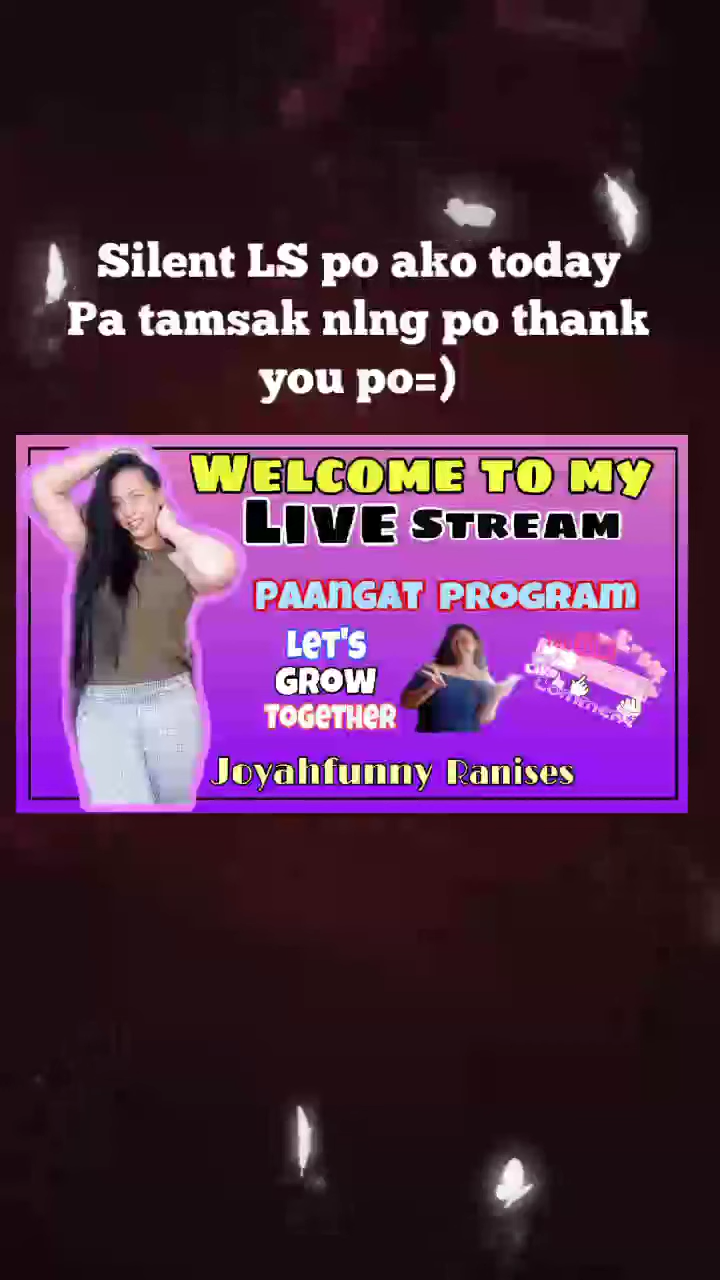 Silent LS po ako today
Pa tamsak nlng po thank
you po=)
WELCOME TO MY
LIVE STREAM
PAANGAT PROGRAM
LET'S
GROW
TOGETHER
Joyahfunny Ranises